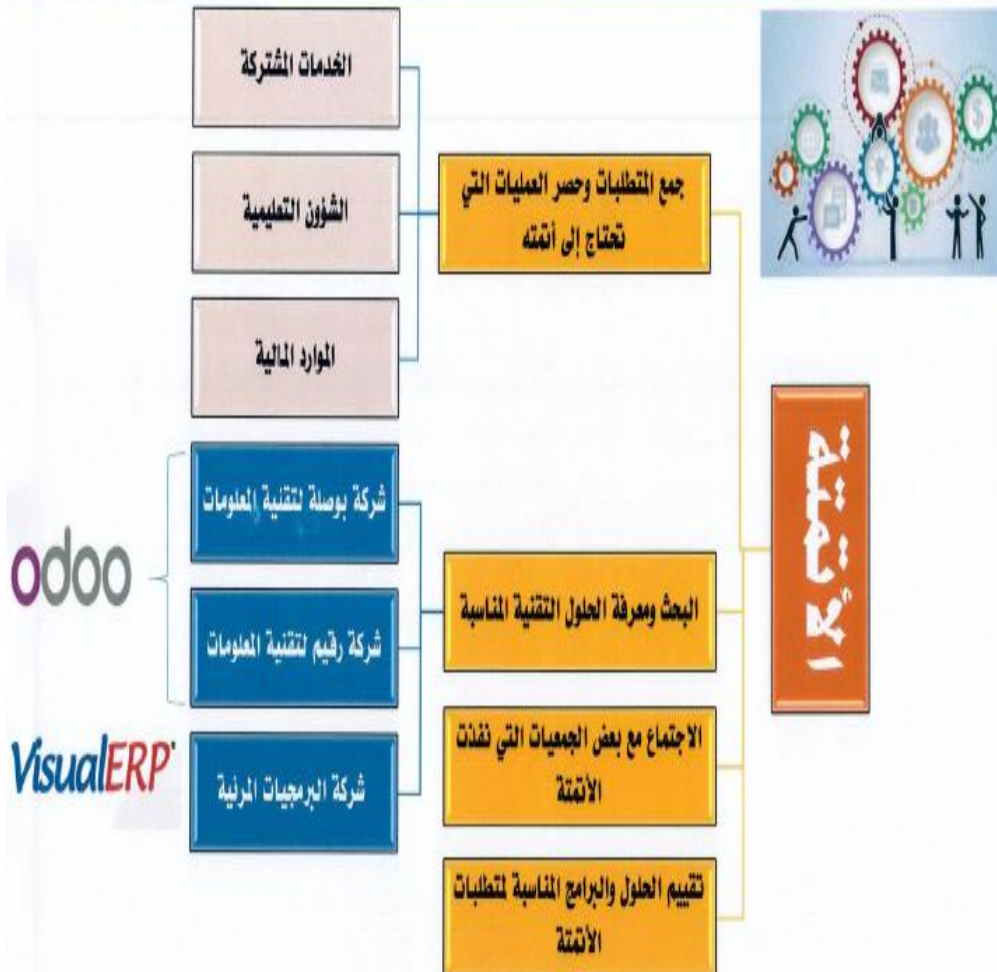 الأتمتة
جمع المتطلبات وحصر العمليات التي
تحتاج إلى أتمته
الخدمات المشتركة
الشؤون التعليمية
الموارد المالية
البحث ومعرفة الحلول التقنية المناسبة
شركة بوصلة لتقنية المعلومات
شركة رقيم لتقنية المعلومات
odoo
شركة البرمجيات المرئية
VisualERP
الاجتماع مع بعض الجمعيات التي نفذت
الأتمتة
تقييم الحلول والبرامج المناسبة لمتطلبات
الأتمتة